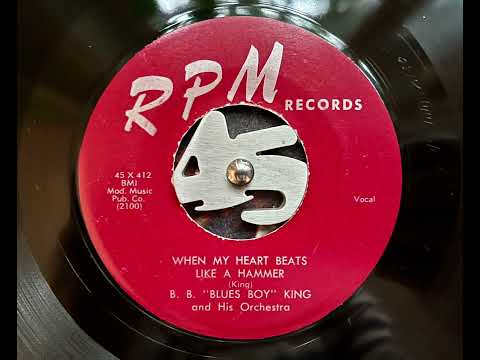 RPM
RECORDS
45
45 X 412
BMI
Mod. Music
Pub. Co.
(2100)
Vocal
WHEN MY HEART BEATS
LIKE A HAMMER
(King)
B. B. "BLUES BOY" KING
and His Orchestra